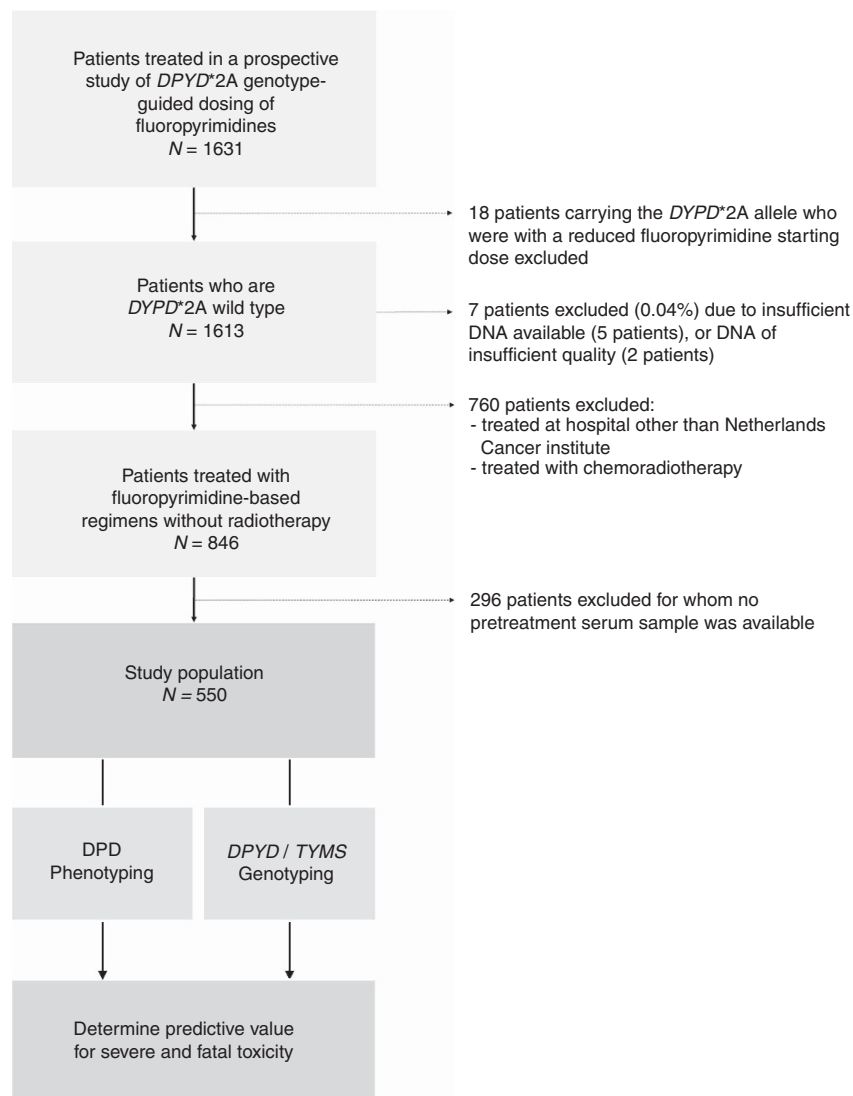 Patients treated in a prospective
study of DPYD*2A genotype-
guided dosing of
fluoropyrimidines
N = 1631
18 patients carrying the DYPD*2A allele who
were with a reduced fluoropyrimidine starting
dose excluded
Patients who are
DYPD*2A wild type
N = 1613
7 patients excluded (0.04%) due to insufficient
DNA available (5 patients), or DNA of
insufficient quality (2 patients)
760 patients excluded:
- treated at hospital other than Netherlands
Cancer institute
- treated with chemoradiotherapy
Patients treated with
fluoropyrimidine-based
regimens without radiotherapy
N = 846
296 patients excluded for whom no
pretreatment serum sample was available
Study population
N = 550
DPD
Phenotyping
DPYD / TYMS
Genotyping
Determine predictive value
for severe and fatal toxicity